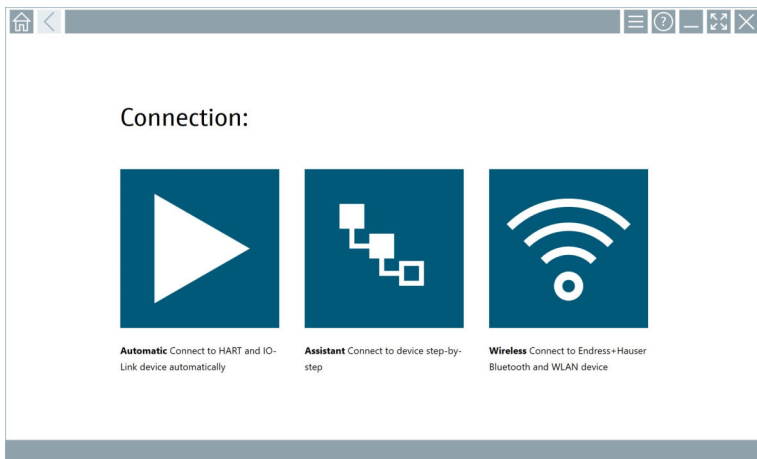 Connection:
Automatic Connect to HART and IO-
Link device automatically
Assistant Connect to device step-by-
step
Wireless Connect to Endress+Hauser
Bluetooth and WLAN device